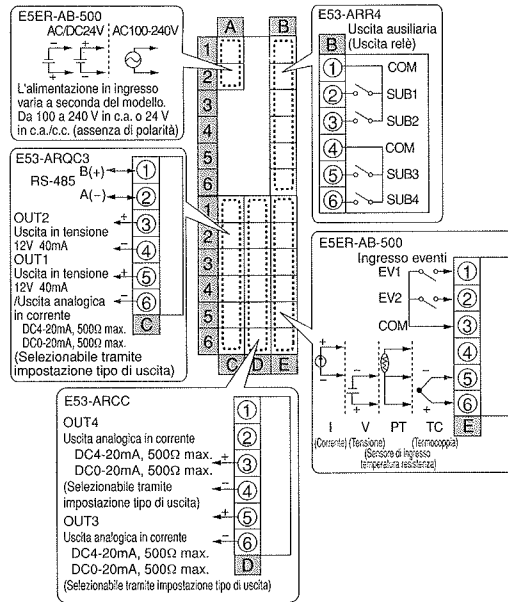 E5ER-AB-500
AC/DC24V AC100-240V
L'alimentazione in ingresso
varia a seconda del modello.
Da 100 a 240 V in c.a. o 24 V
in c.a./c.c. (assenza di polarità)
A B
1
2
3
4
5
6
1
2
3
4
5
6
C D E
E53-ARR4
Uscita ausiliaria
(Uscita relè)
B
1 COM
2 SUB1
3 SUB2
4 COM
5 SUB3
6 SUB4
E53-ARQC3
RS-485
B(+) 1
A(−) 2
OUT2
Uscita in tensione
12V 40mA
+ 3
− 4
OUT1
Uscita in tensione
12V 40mA
/Uscita analogica
in corrente
DC4-20mA, 500Ω max.
DC0-20mA, 500Ω max.
(Selezionabile tramite
impostazione tipo di uscita)
+ 5
− 6
C
E5ER-AB-500
Ingresso eventi
EV1 1
EV2 2
COM 3
4
5
6
E
+ − − + − +
I V PT TC
(Corrente) (Tensione) (Termocoppia)
(Sensore di ingresso
temperatura resistenza)
E53-ARCC
1
2
OUT4
Uscita analogica in corrente
DC4-20mA, 500Ω max.
DC0-20mA, 500Ω max.
(Selezionabile tramite
impostazione tipo di uscita)
+ 3
− 4
OUT3
Uscita analogica in corrente
DC4-20mA, 500Ω max.
DC0-20mA, 500Ω max.
(Selezionabile tramite impostazione tipo di uscita)
+ 5
− 6
D